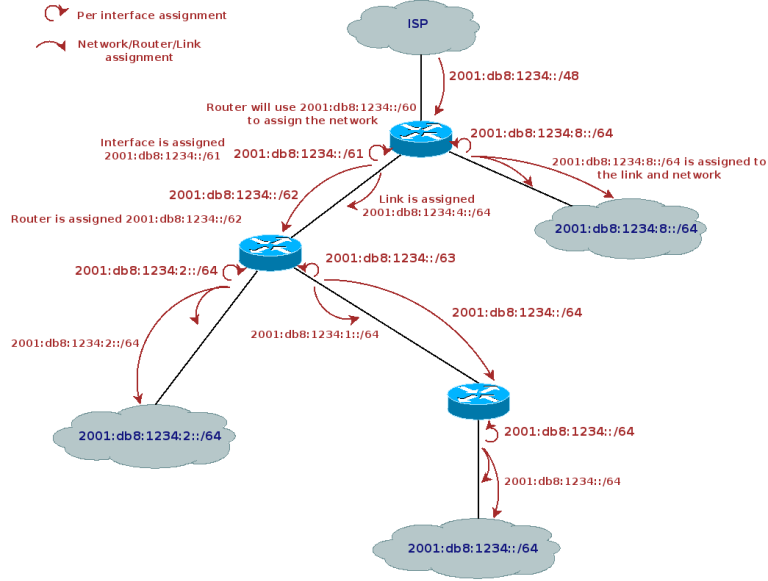 Per interface assignment
Network/Router/Link
assignment
ISP
2001:db8:1234::/48
Router will use 2001:db8:1234::/60
to assign the network
2001:db8:1234:8::/64
Interface is assigned
2001:db8:1234::/61
2001:db8:1234::/61
2001:db8:1234:8::/64 is assigned to
the link and network
2001:db8:1234::/62
Link is assigned
2001:db8:1234:4::/64
Router is assigned 2001:db8:1234::/62
2001:db8:1234:8::/64
2001:db8:1234::/63
2001:db8:1234:2::/64
2001:db8:1234::/64
2001:db8:1234:1::/64
2001:db8:1234:2::/64
2001:db8:1234:2::/64
2001:db8:1234::/64
2001:db8:1234::/64
2001:db8:1234::/64